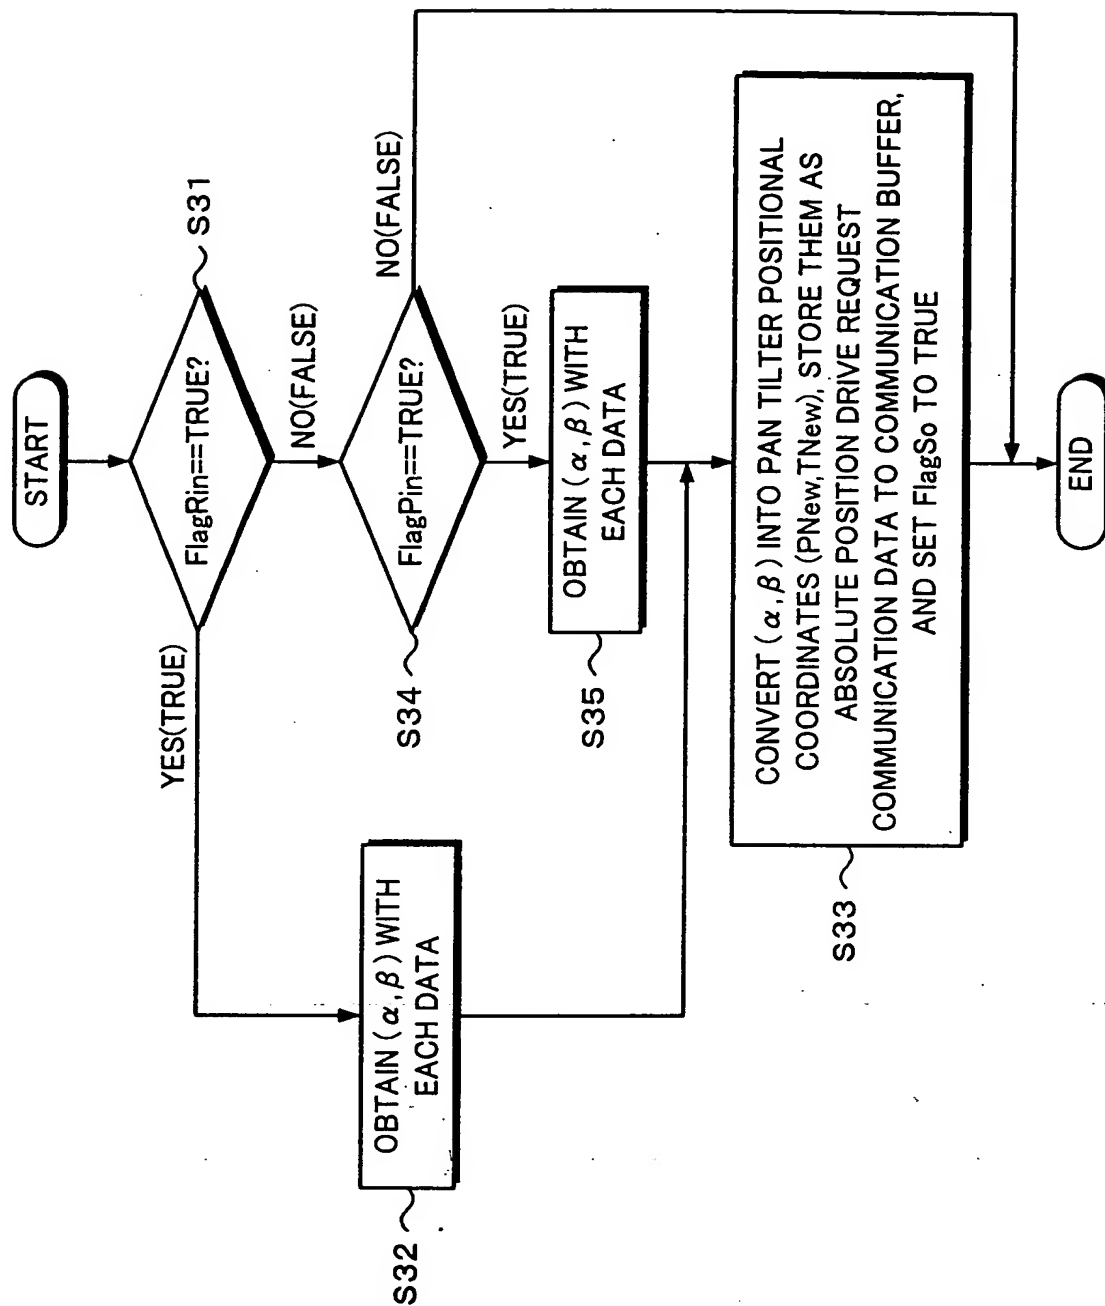 START
FlagRin==TRUE?
S31
YES(TRUE)
NO(FALSE)
OBTAIN (α,β) WITH
EACH DATA
S32
FlagPin==TRUE?
S34
NO(FALSE)
YES(TRUE)
OBTAIN (α,β) WITH
EACH DATA
S35
CONVERT (α,β) INTO PAN TILTER POSITIONAL
COORDINATES (PNew,TNew), STORE THEM AS
ABSOLUTE POSITION DRIVE REQUEST
COMMUNICATION DATA TO COMMUNICATION BUFFER,
AND SET FlagSo TO TRUE
S33
END